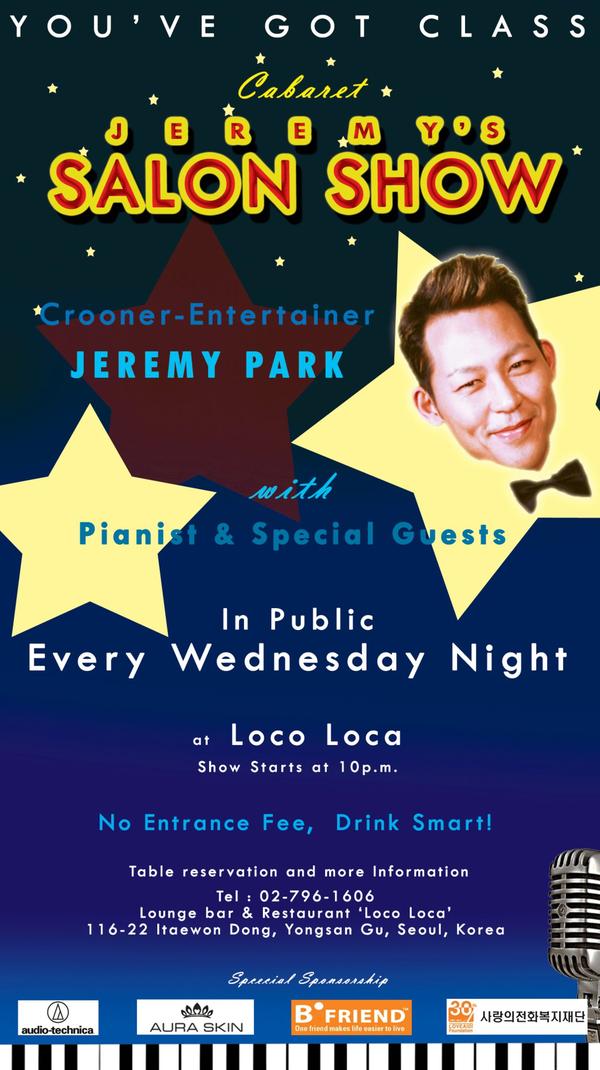 YOU'VE GOT CLASS
Cabaret
JEREMY'S
SALON SHOW
Crooner-Entertainer
JEREMY PARK
with
Pianist & Special Guests
In Public
Every Wednesday Night
at Loco Loca
Show Starts at 10p.m.
No Entrance Fee, Drink Smart!
Table reservation and more Information
Tel : 02-796-1606
Lounge bar & Restaurant 'Loco Loca'
116-22 Itaewon Dong, Yongsan Gu, Seoul, Korea
Spcecial Sponsorship
audio-technica
AURA SKIN
B°FRIEND
One friend makes life easier to live
30
LOVEAID
Foundation
사랑의전화복지재단